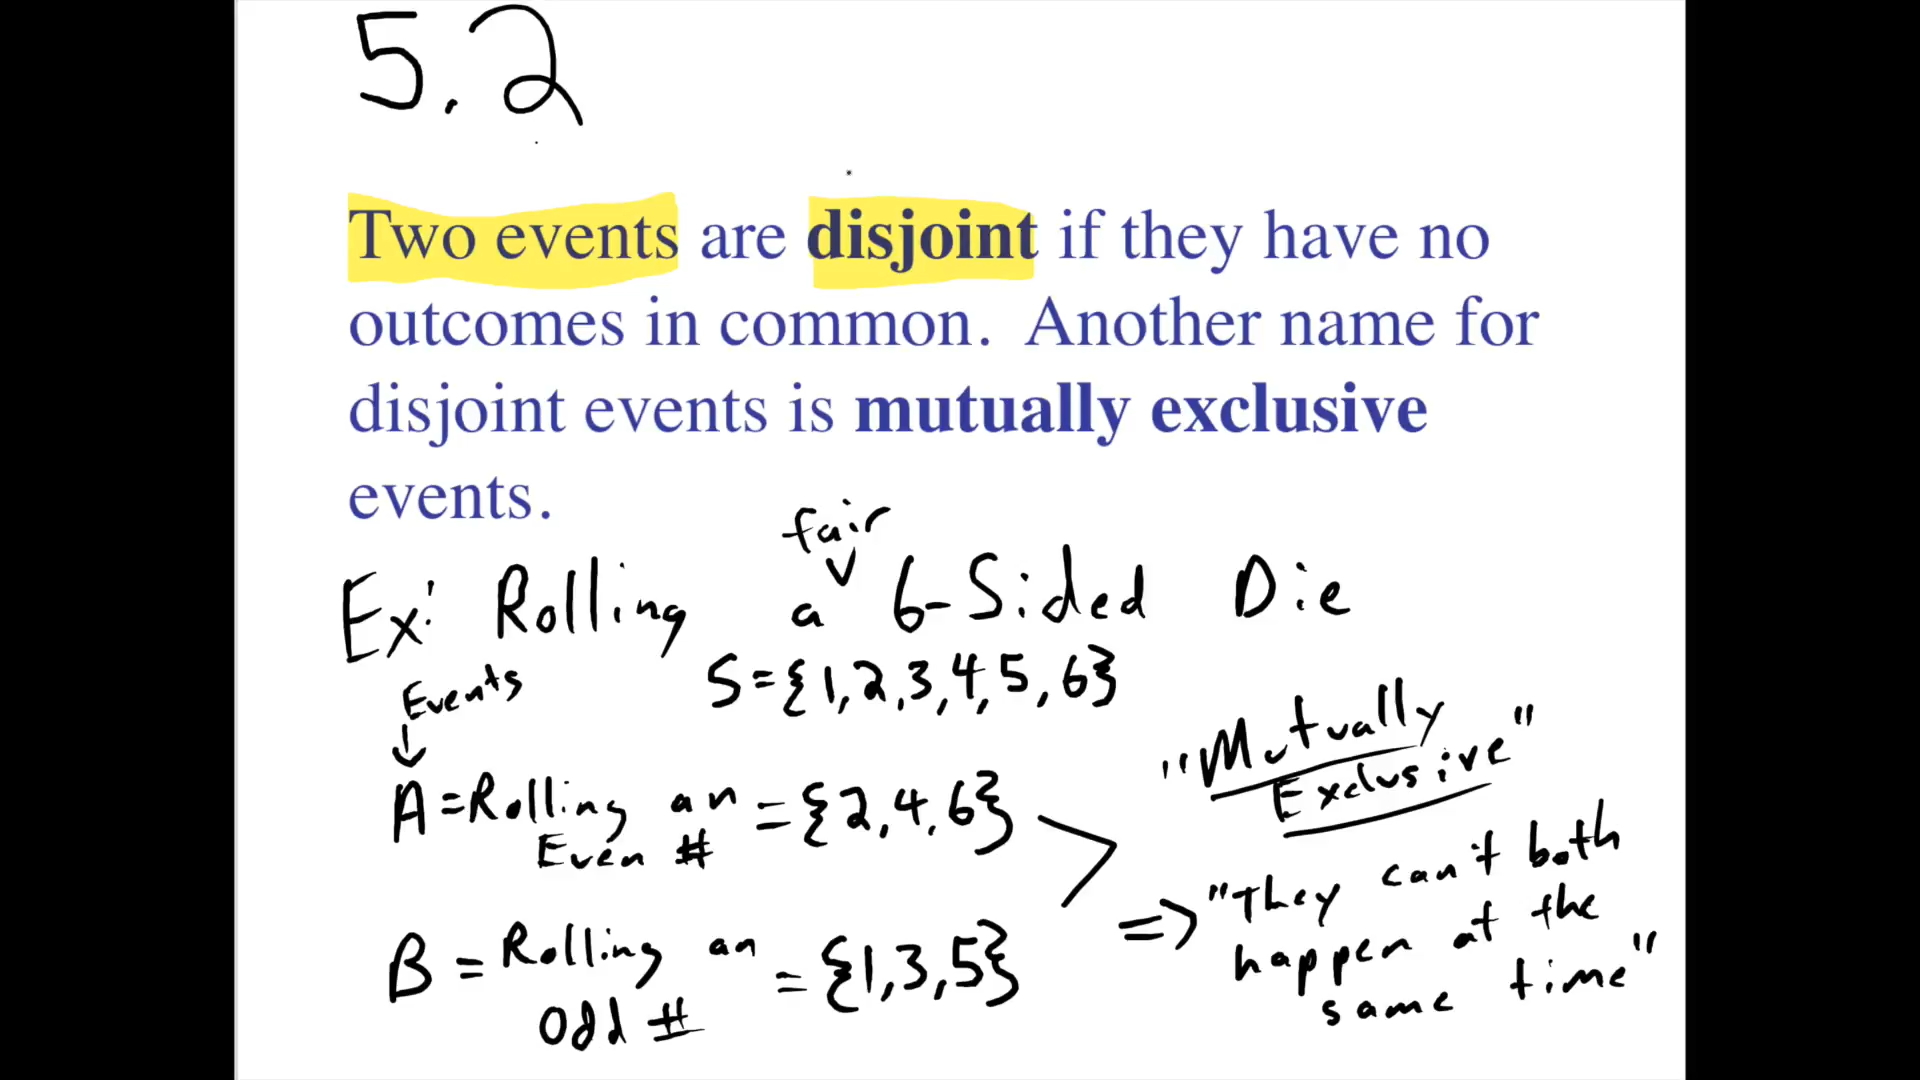 5.2
Two events are disjoint if they have no
outcomes in common. Another name for
disjoint events is mutually exclusive
events.
fair
Ex: Rolling a 6-Sided Die
S={1,2,3,4,5,6}
Events
A=Rolling an = {2,4,6}
Even #
B = Rolling an = {1,3,5}
Odd #
"Mutually
Exclusive"
=> "They can't both
happen at the
same time"